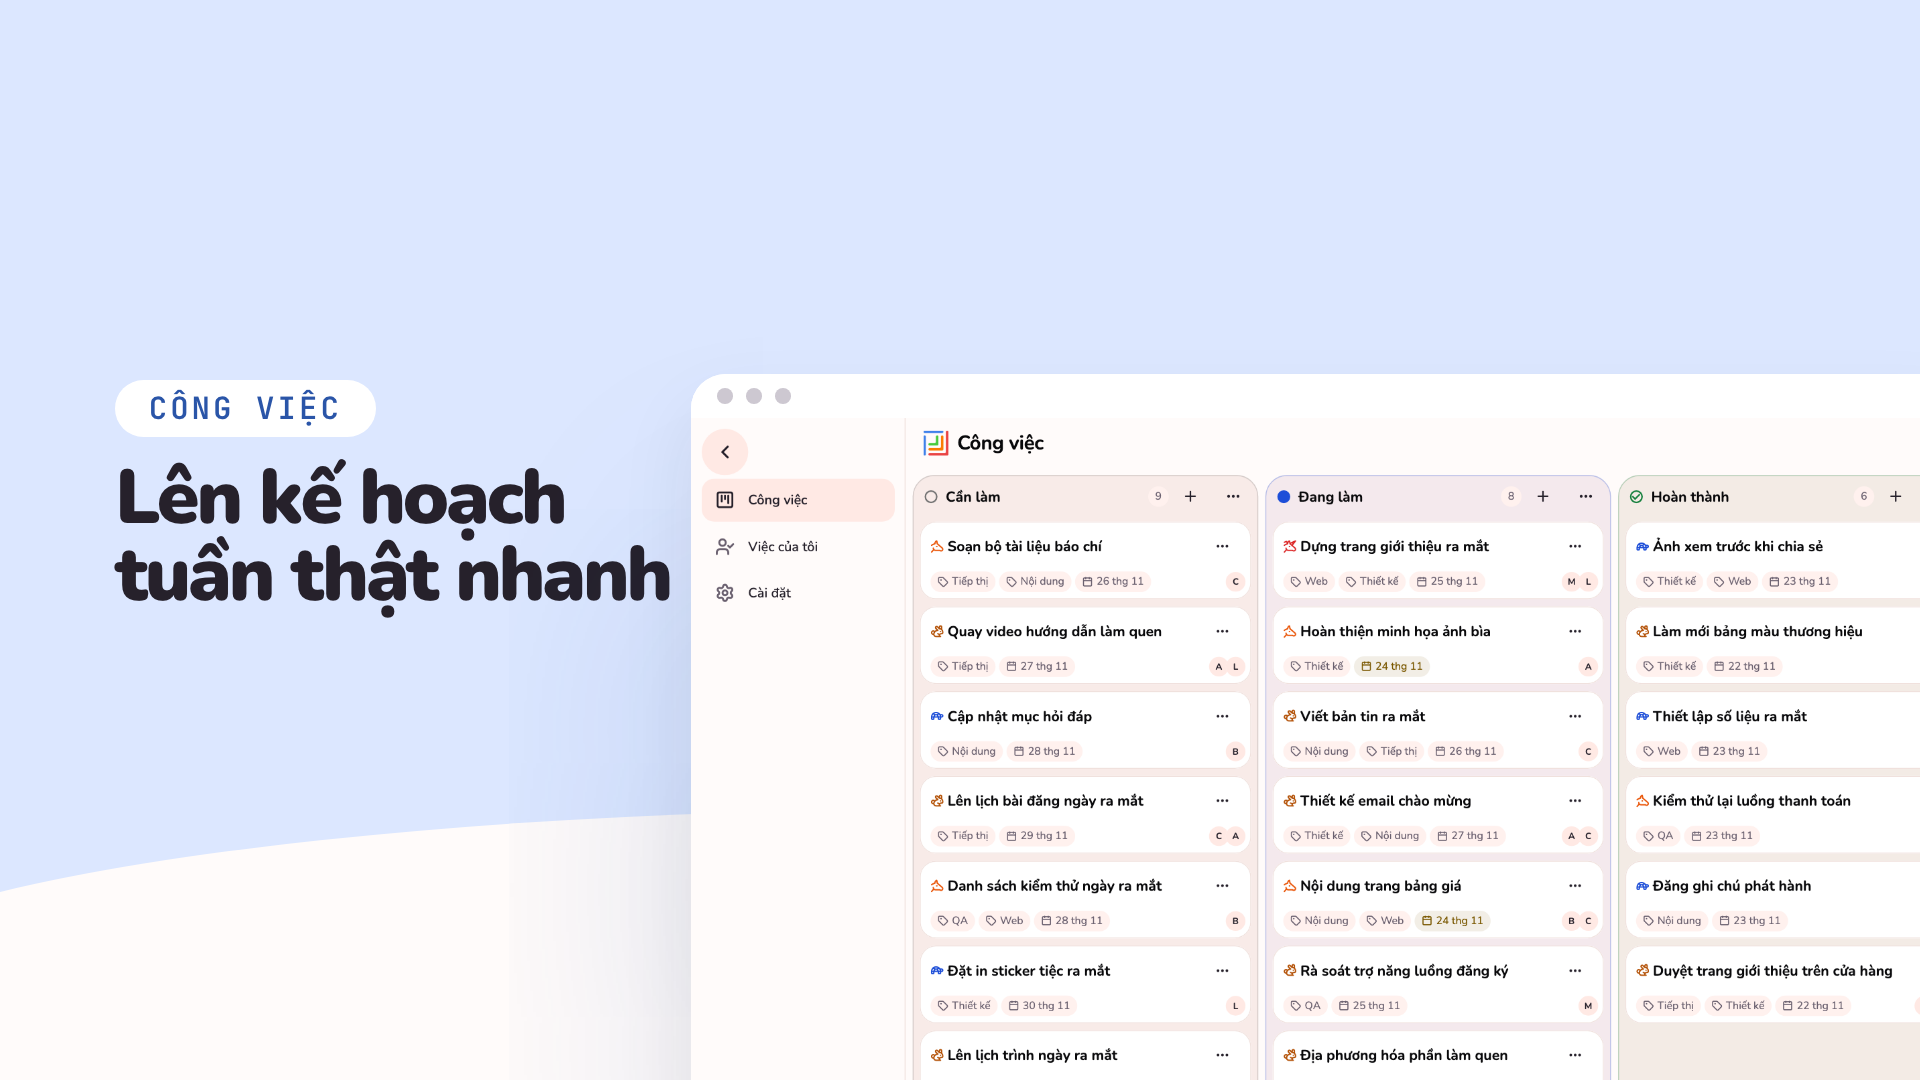 CÔNG VIỆC
Lên kế hoạch
tuần thật nhanh
Công việc
Việc của tôi
Cài đặt
Công việc
Cần làm 9
Soạn bộ tài liệu báo chí
Tiếp thị Nội dung 26 thg 11 C
Quay video hướng dẫn làm quen
Tiếp thị 27 thg 11 A L
Cập nhật mục hỏi đáp
Nội dung 28 thg 11 B
Lên lịch bài đăng ngày ra mắt
Tiếp thị 29 thg 11 C A
Danh sách kiểm thử ngày ra mắt
QA Web 28 thg 11 B
Đặt in sticker tiệc ra mắt
Thiết kế 30 thg 11 L
Lên lịch trình ngày ra mắt
Đang làm 8
Dựng trang giới thiệu ra mắt
Web Thiết kế 25 thg 11 M L
Hoàn thiện minh họa ảnh bìa
Thiết kế 24 thg 11 A
Viết bản tin ra mắt
Nội dung Tiếp thị 26 thg 11 C
Thiết kế email chào mừng
Thiết kế Nội dung 27 thg 11 A C
Nội dung trang bảng giá
Nội dung Web 24 thg 11 B C
Rà soát trợ năng luồng đăng ký
QA 25 thg 11 M
Địa phương hóa phần làm quen
Hoàn thành 6
Ảnh xem trước khi chia sẻ
Thiết kế Web 23 thg 11
Làm mới bảng màu thương hiệu
Thiết kế 22 thg 11
Thiết lập số liệu ra mắt
Web 23 thg 11
Kiểm thử lại luồng thanh toán
QA 23 thg 11
Đăng ghi chú phát hành
Nội dung 23 thg 11
Duyệt trang giới thiệu trên cửa hàng
Tiếp thị Thiết kế 22 thg 11